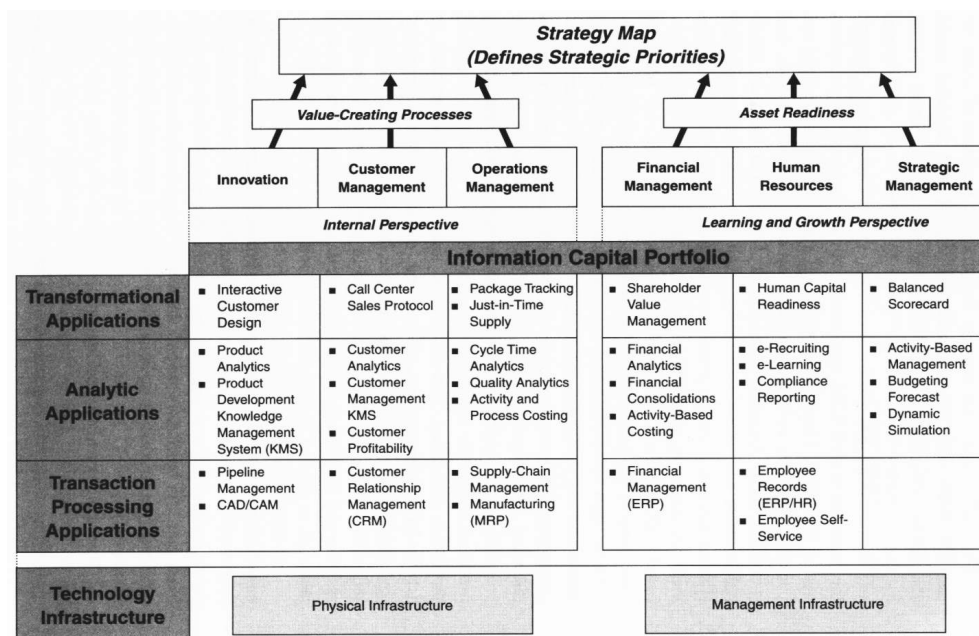 Strategy Map
(Defines Strategic Priorities)
Value-Creating Processes
Asset Readiness
Innovation
Customer
Management
Operations
Management
Financial
Management
Human
Resources
Strategic
Management
Internal Perspective
Learning and Growth Perspective
Information Capital Portfolio
Transformational
Applications
■ Interactive
Customer
Design
■ Call Center
Sales Protocol
■ Package Tracking
■ Just-in-Time
Supply
■ Shareholder
Value
Management
■ Human Capital
Readiness
■ Balanced
Scorecard
Analytic
Applications
■ Product
Analytics
■ Product
Development
Knowledge
Management
System (KMS)
■ Customer
Analytics
■ Customer
Management
KMS
■ Customer
Profitability
■ Cycle Time
Analytics
■ Quality Analytics
■ Activity and
Process Costing
■ Financial
Analytics
■ Financial
Consolidations
■ Activity-Based
Costing
■ e-Recruiting
■ e-Learning
■ Compliance
Reporting
■ Activity-Based
Management
■ Budgeting
Forecast
■ Dynamic
Simulation
Transaction
Processing
Applications
■ Pipeline
Management
■ CAD/CAM
■ Customer
Relationship
Management
(CRM)
■ Supply-Chain
Management
■ Manufacturing
(MRP)
■ Financial
Management
(ERP)
■ Employee
Records
(ERP/HR)
■ Employee Self-
Service
Technology
Infrastructure
Physical Infrastructure
Management Infrastructure